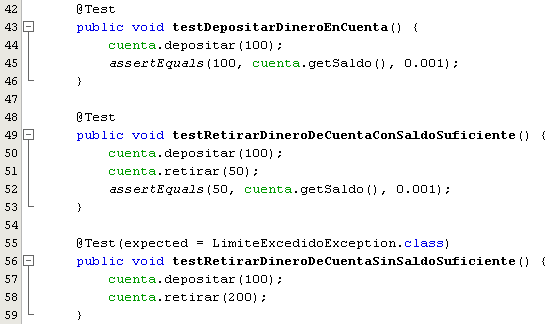 42 @Test
43 public void testDepositarDineroEnCuenta() {
44 cuenta.depositar(100);
45 assertEquals(100, cuenta.getSaldo(), 0.001);
46 }
47
48 @Test
49 public void testRetirarDineroDeCuentaConSaldoSuficiente() {
50 cuenta.depositar(100);
51 cuenta.retirar(50);
52 assertEquals(50, cuenta.getSaldo(), 0.001);
53 }
54
55 @Test(expected = LimiteExcedidoException.class)
56 public void testRetirarDineroDeCuentaSinSaldoSuficiente() {
57 cuenta.depositar(100);
58 cuenta.retirar(200);
59 }